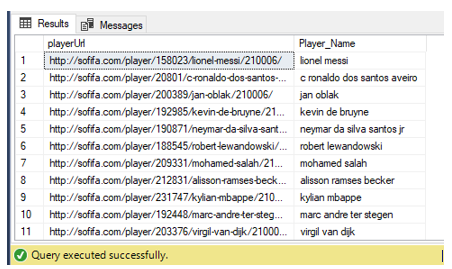 Results Messages
playerUrl Player_Name
1 http://sofifa.com/player/158023/lionel-messi/210006/ lionel messi
2 http://sofifa.com/player/20801/c-ronaldo-dos-santos-... c ronaldo dos santos aveiro
3 http://sofifa.com/player/200389/jan-oblak/210006/ jan oblak
4 http://sofifa.com/player/192985/kevin-de-bruyne/21... kevin de bruyne
5 http://sofifa.com/player/190871/neymar-da-silva-sant... neymar da silva santos jr
6 http://sofifa.com/player/188545/robert-lewandowski/... robert lewandowski
7 http://sofifa.com/player/209331/mohamed-salah/21... mohamed salah
8 http://sofifa.com/player/212831/alisson-ramses-beck... alisson ramses becker
9 http://sofifa.com/player/231747/kylian-mbappe/210... kylian mbappe
10 http://sofifa.com/player/192448/marc-andre-ter-steg... marc andre ter stegen
11 http://sofifa.com/player/203376/virgil-van-dijk/21000... virgil van dijk
Query executed successfully.